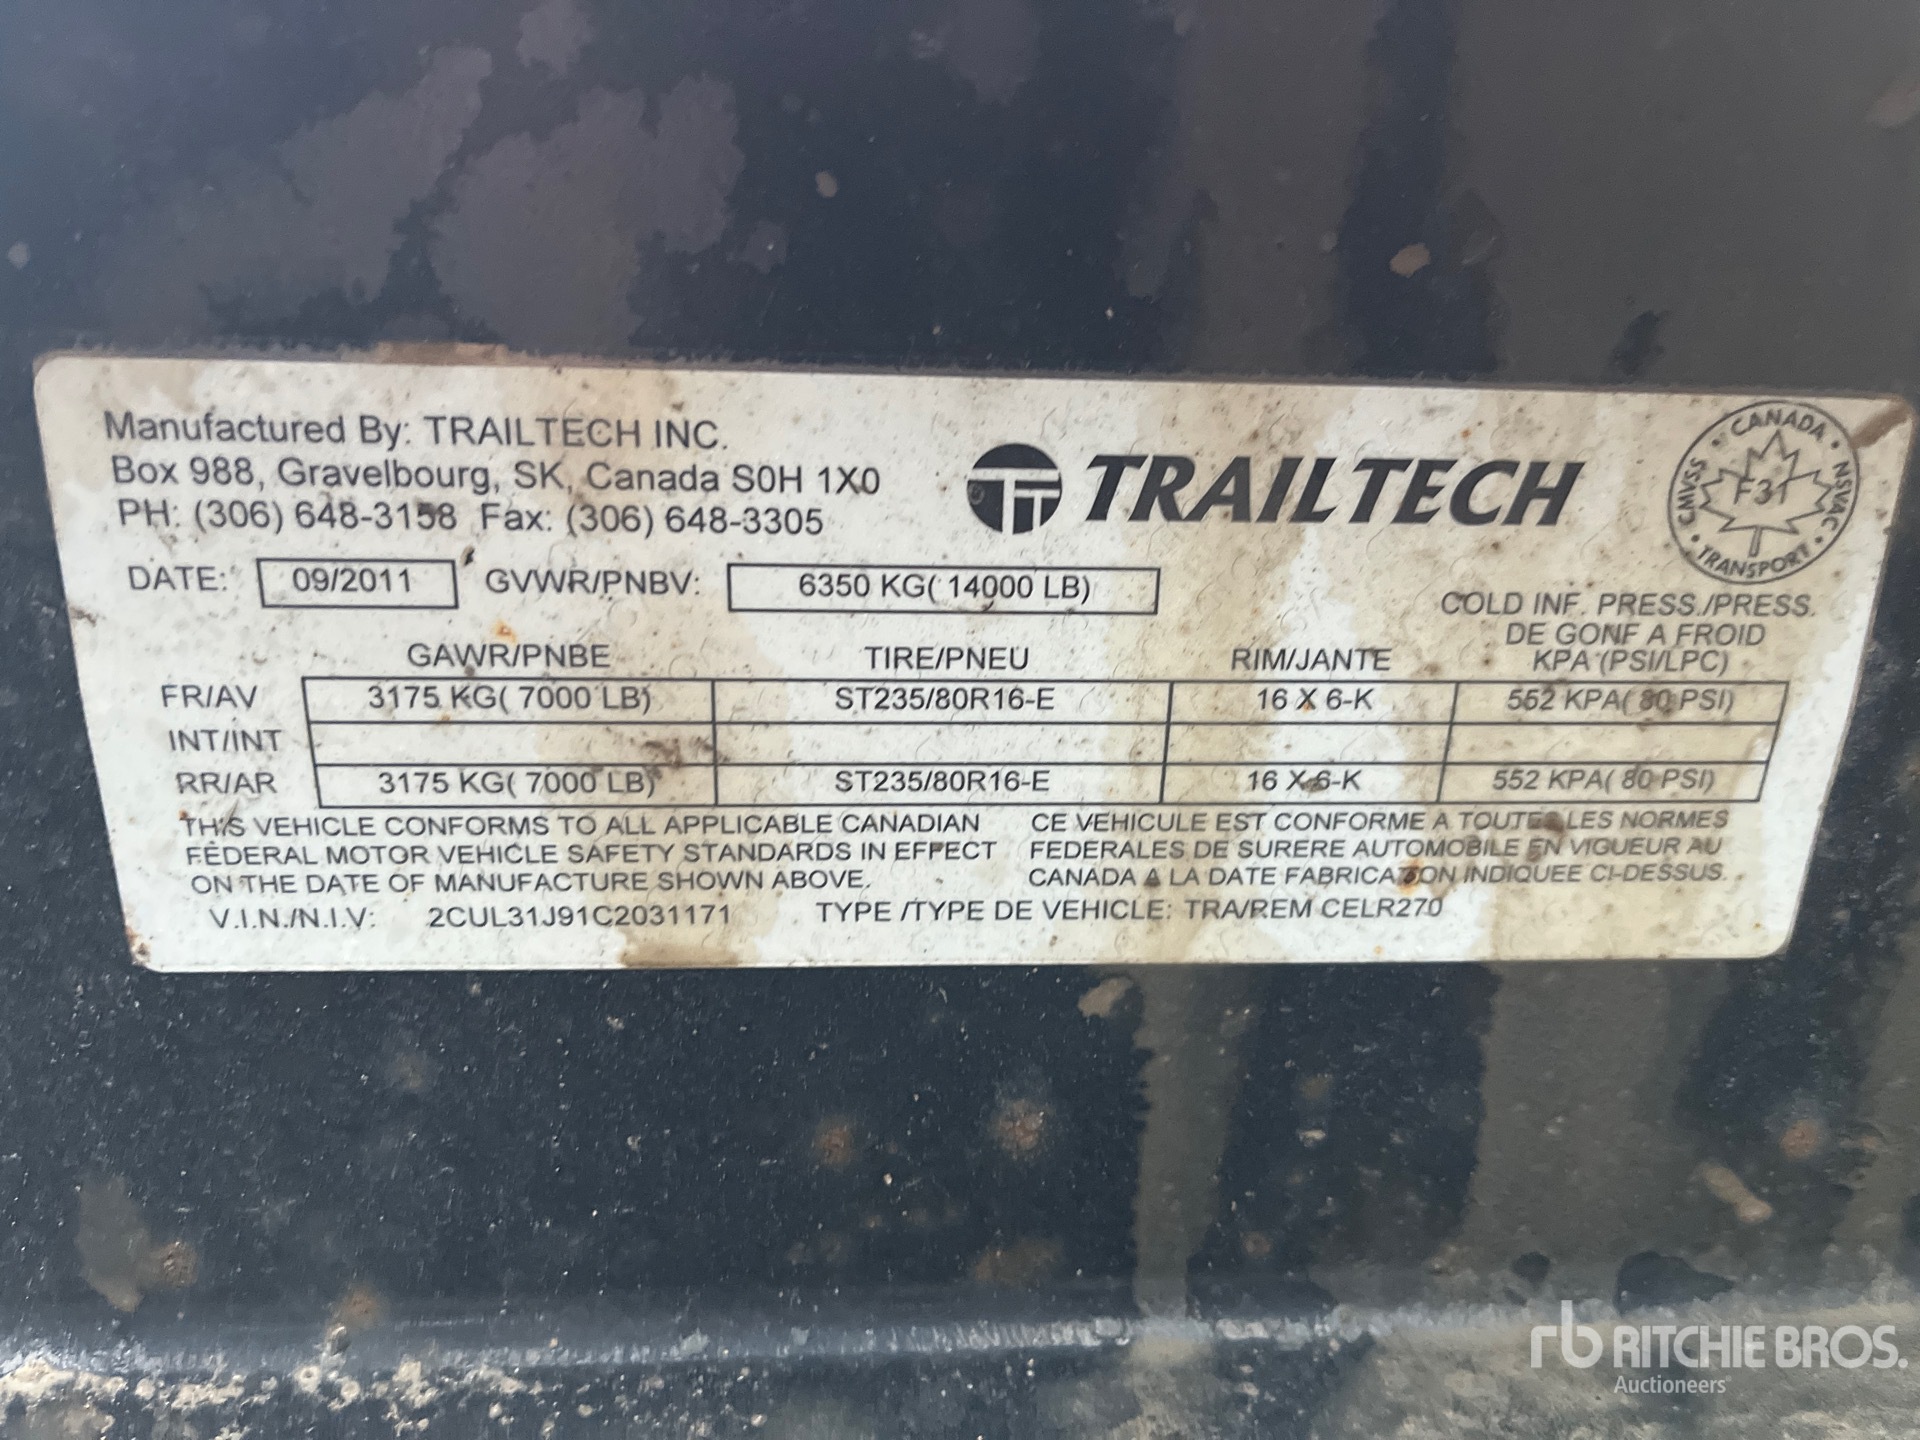 Manufactured By: TRAILTECH INC.
Box 988, Gravelbourg, SK, Canada S0H 1X0
PH: (306) 648-3158 Fax: (306) 648-3305
TRAILTECH
CANADA
CMVSS
F31
NSVAC
TRANSPORT
DATE: 09/2011 GVWR/PNBV: 6350 KG( 14000 LB)
COLD INF. PRESS./PRESS.
DE GONF A FROID
GAWR/PNBE TIRE/PNEU RIM/JANTE KPA (PSI/LPC)
FR/AV 3175 KG( 7000 LB) ST235/80R16-E 16 X 6-K 552 KPA( 80 PSI)
INT/INT
RR/AR 3175 KG( 7000 LB) ST235/80R16-E 16 X 6-K 552 KPA( 80 PSI)
THIS VEHICLE CONFORMS TO ALL APPLICABLE CANADIAN
FEDERAL MOTOR VEHICLE SAFETY STANDARDS IN EFFECT
ON THE DATE OF MANUFACTURE SHOWN ABOVE.
CE VEHICULE EST CONFORME A TOUTES LES NORMES
FEDERALES DE SURERE AUTOMOBILE EN VIGUEUR AU
CANADA A LA DATE FABRICATION INDIQUEE CI-DESSUS.
V.I.N./N.I.V: 2CUL31J91C2031171 TYPE /TYPE DE VEHICLE: TRA/REM CELR270
rb RITCHIE BROS.
Auctioneers